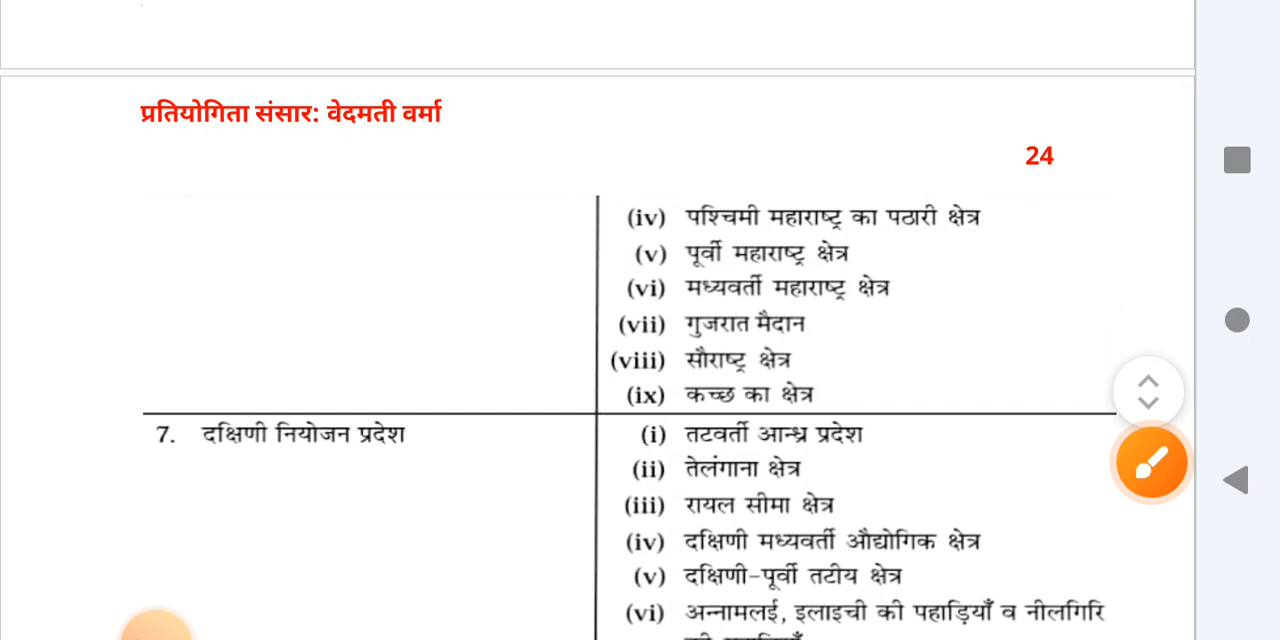 प्रतियोगिता संसार: वेदमती वर्मा
24
(iv) पश्चिमी महाराष्ट्र का पठारी क्षेत्र
(v) पूर्वी महाराष्ट्र क्षेत्र
(vi) मध्यवर्ती महाराष्ट्र क्षेत्र
(vii) गुजरात मैदान
(viii) सौराष्ट्र क्षेत्र
(ix) कच्छ का क्षेत्र
7. दक्षिणी नियोजन प्रदेश (i) तटवर्ती आन्ध्र प्रदेश
(ii) तेलंगाना क्षेत्र
(iii) रायल सीमा क्षेत्र
(iv) दक्षिणी मध्यवर्ती औद्योगिक क्षेत्र
(v) दक्षिणी-पूर्वी तटीय क्षेत्र
(vi) अन्नामलई, इलाइची की पहाड़ियाँ व नीलगिरि